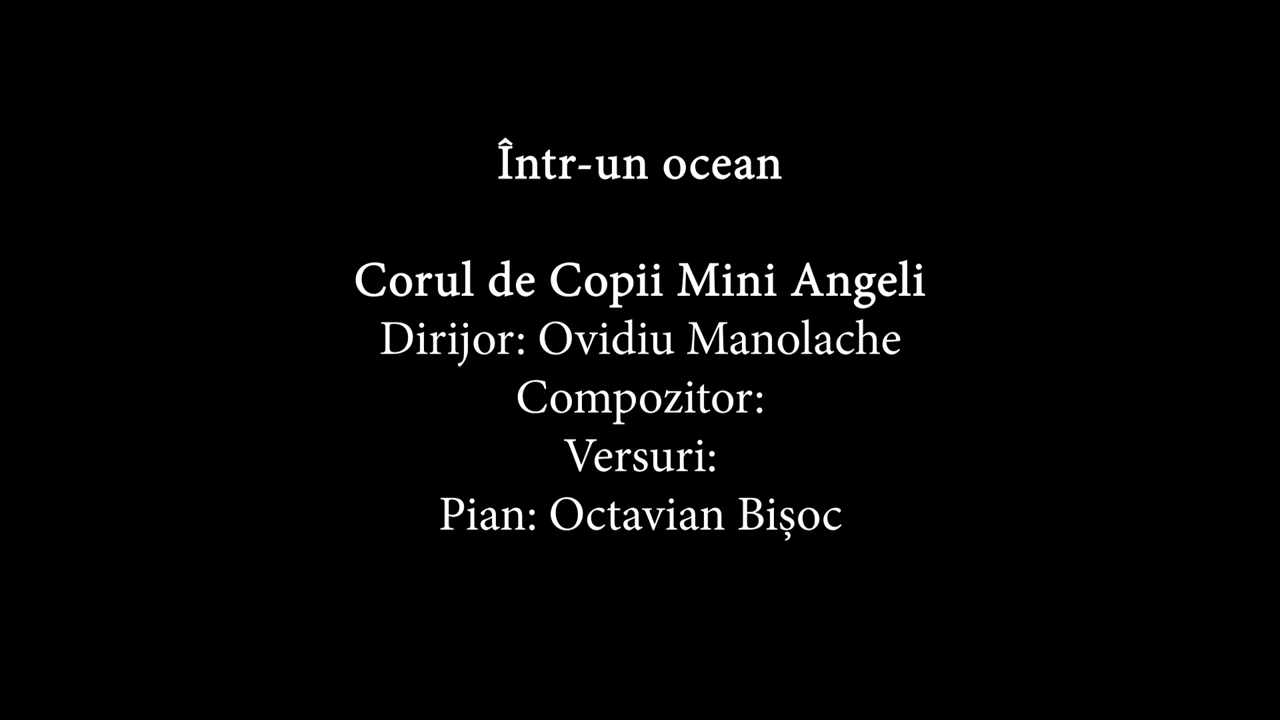 Într-un ocean
Corul de Copii Mini Angeli
Dirijor: Ovidiu Manolache
Compozitor:
Versuri:
Pian: Octavian Bișoc